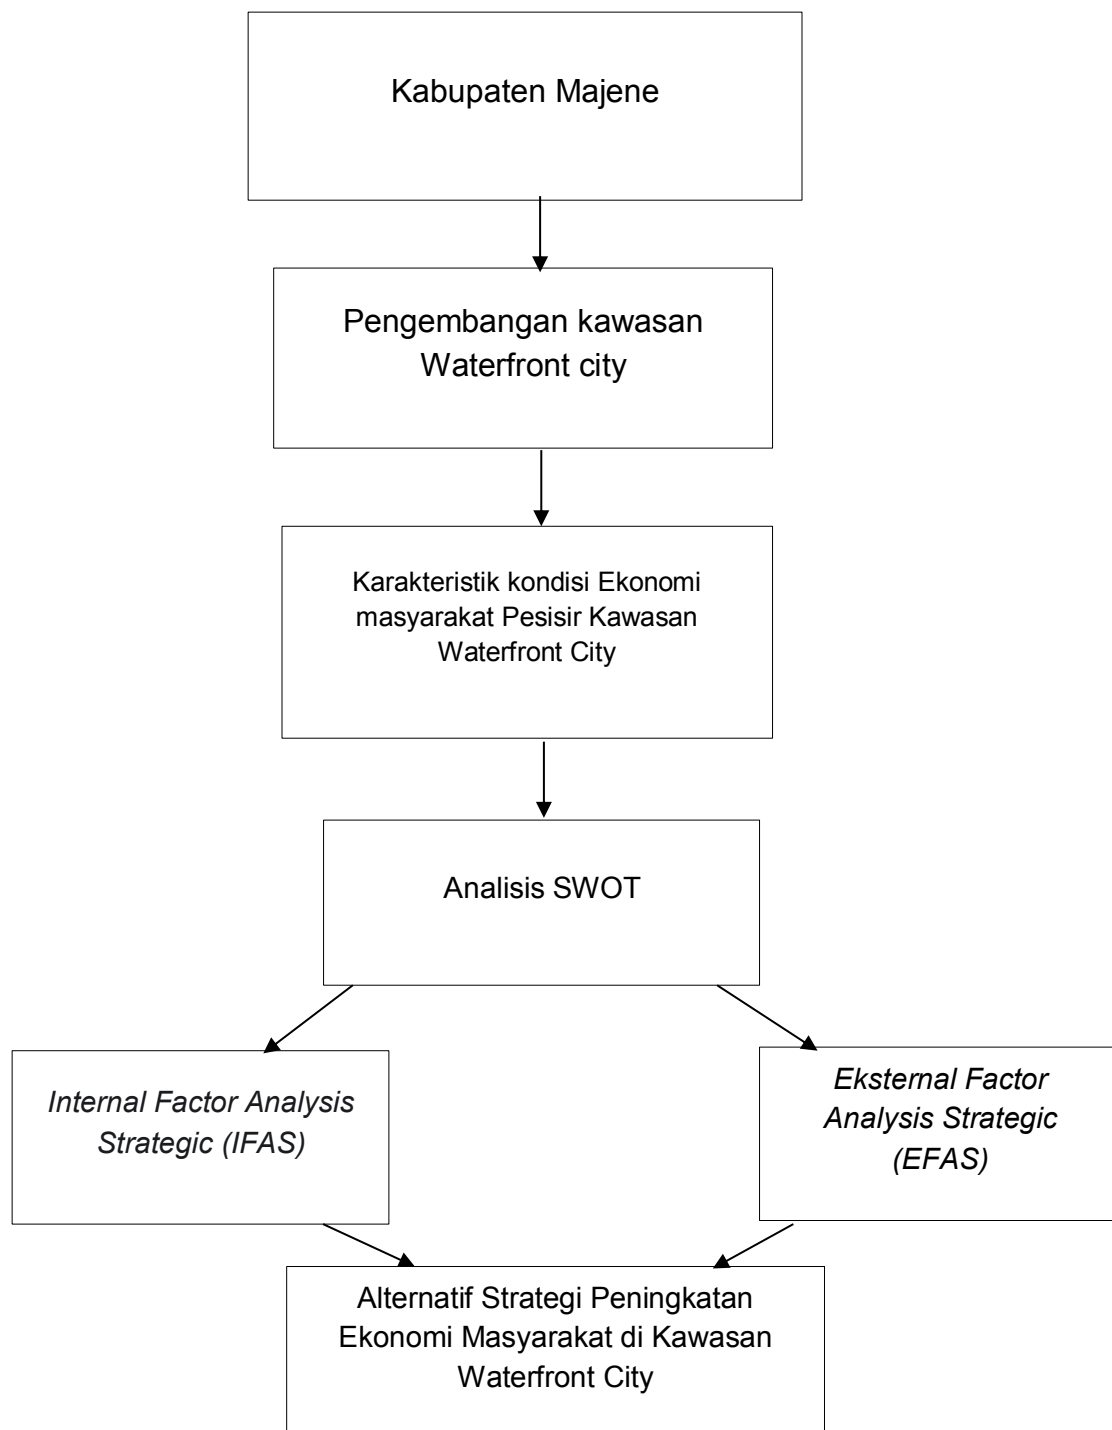 Kabupaten Majene
Pengembangan kawasan
Waterfront city
Karakteristik kondisi Ekonomi
masyarakat Pesisir Kawasan
Waterfront City
Analisis SWOT
Internal Factor Analysis
Strategic (IFAS)
Eksternal Factor
Analysis Strategic
(EFAS)
Alternatif Strategi Peningkatan
Ekonomi Masyarakat di Kawasan
Waterfront City